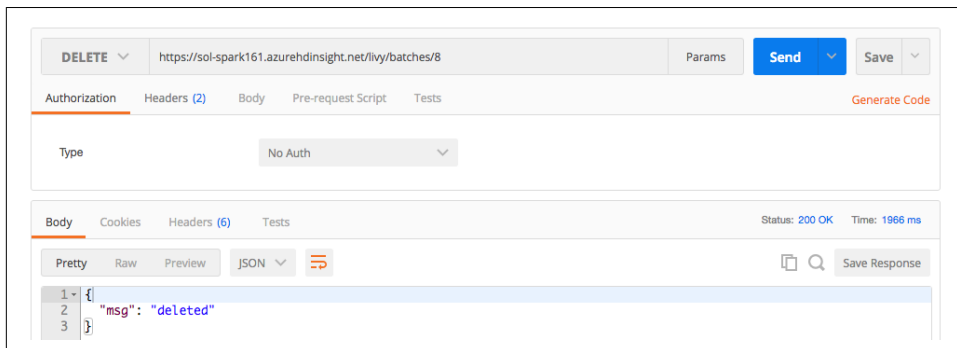 DELETE https://sol-spark161.azurehdinsight.net/livy/batches/8 Params Send Save
Authorization Headers (2) Body Pre-request Script Tests Generate Code
Type No Auth
Body Cookies Headers (6) Tests Status: 200 OK Time: 1966 ms
Pretty Raw Preview JSON Save Response
1 {
2 "msg": "deleted"
3 }